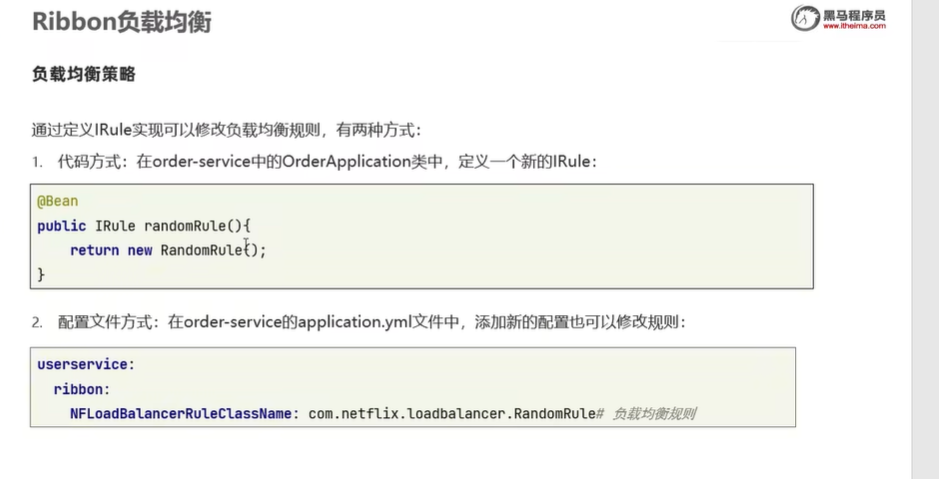 Ribbon负载均衡
黑马程序员
www.itheima.com
负载均衡策略
通过定义IRule实现可以修改负载均衡规则，有两种方式：
1. 代码方式：在order-service中的OrderApplication类中，定义一个新的IRule：
@Bean
public IRule randomRule(){
    return new RandomRule();
}
2. 配置文件方式：在order-service的application.yml文件中，添加新的配置也可以修改规则：
userservice:
  ribbon:
    NFLoadBalancerRuleClassName: com.netflix.loadbalancer.RandomRule# 负载均衡规则